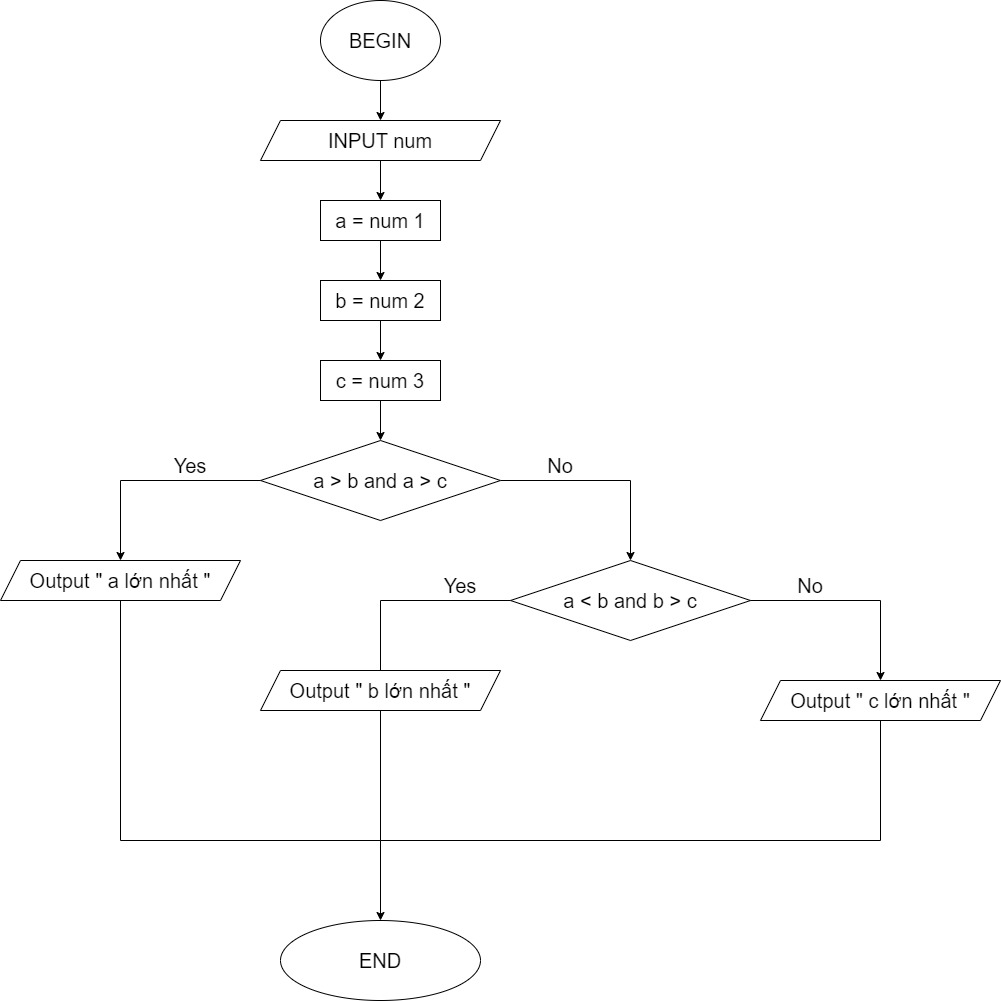 BEGIN
INPUT num
a = num 1
b = num 2
c = num 3
a > b and a > c
Yes
No
Output " a lớn nhất "
a < b and b > c
Yes
No
Output " b lớn nhất "
Output " c lớn nhất "
END